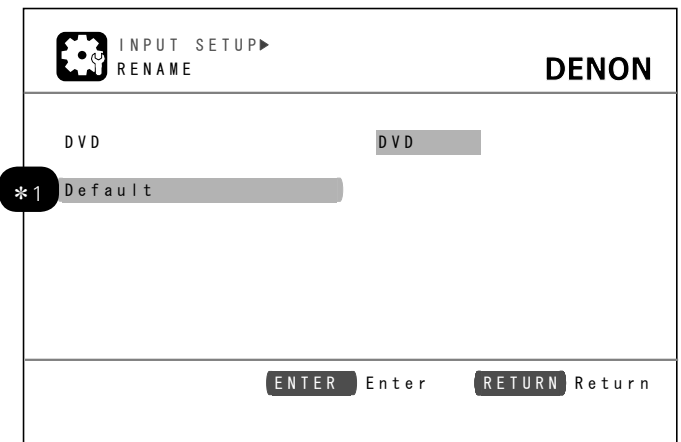 INPUT SETUP▶
RENAME
DENON
DVD DVD
*1 Default
ENTER Enter RETURN Return